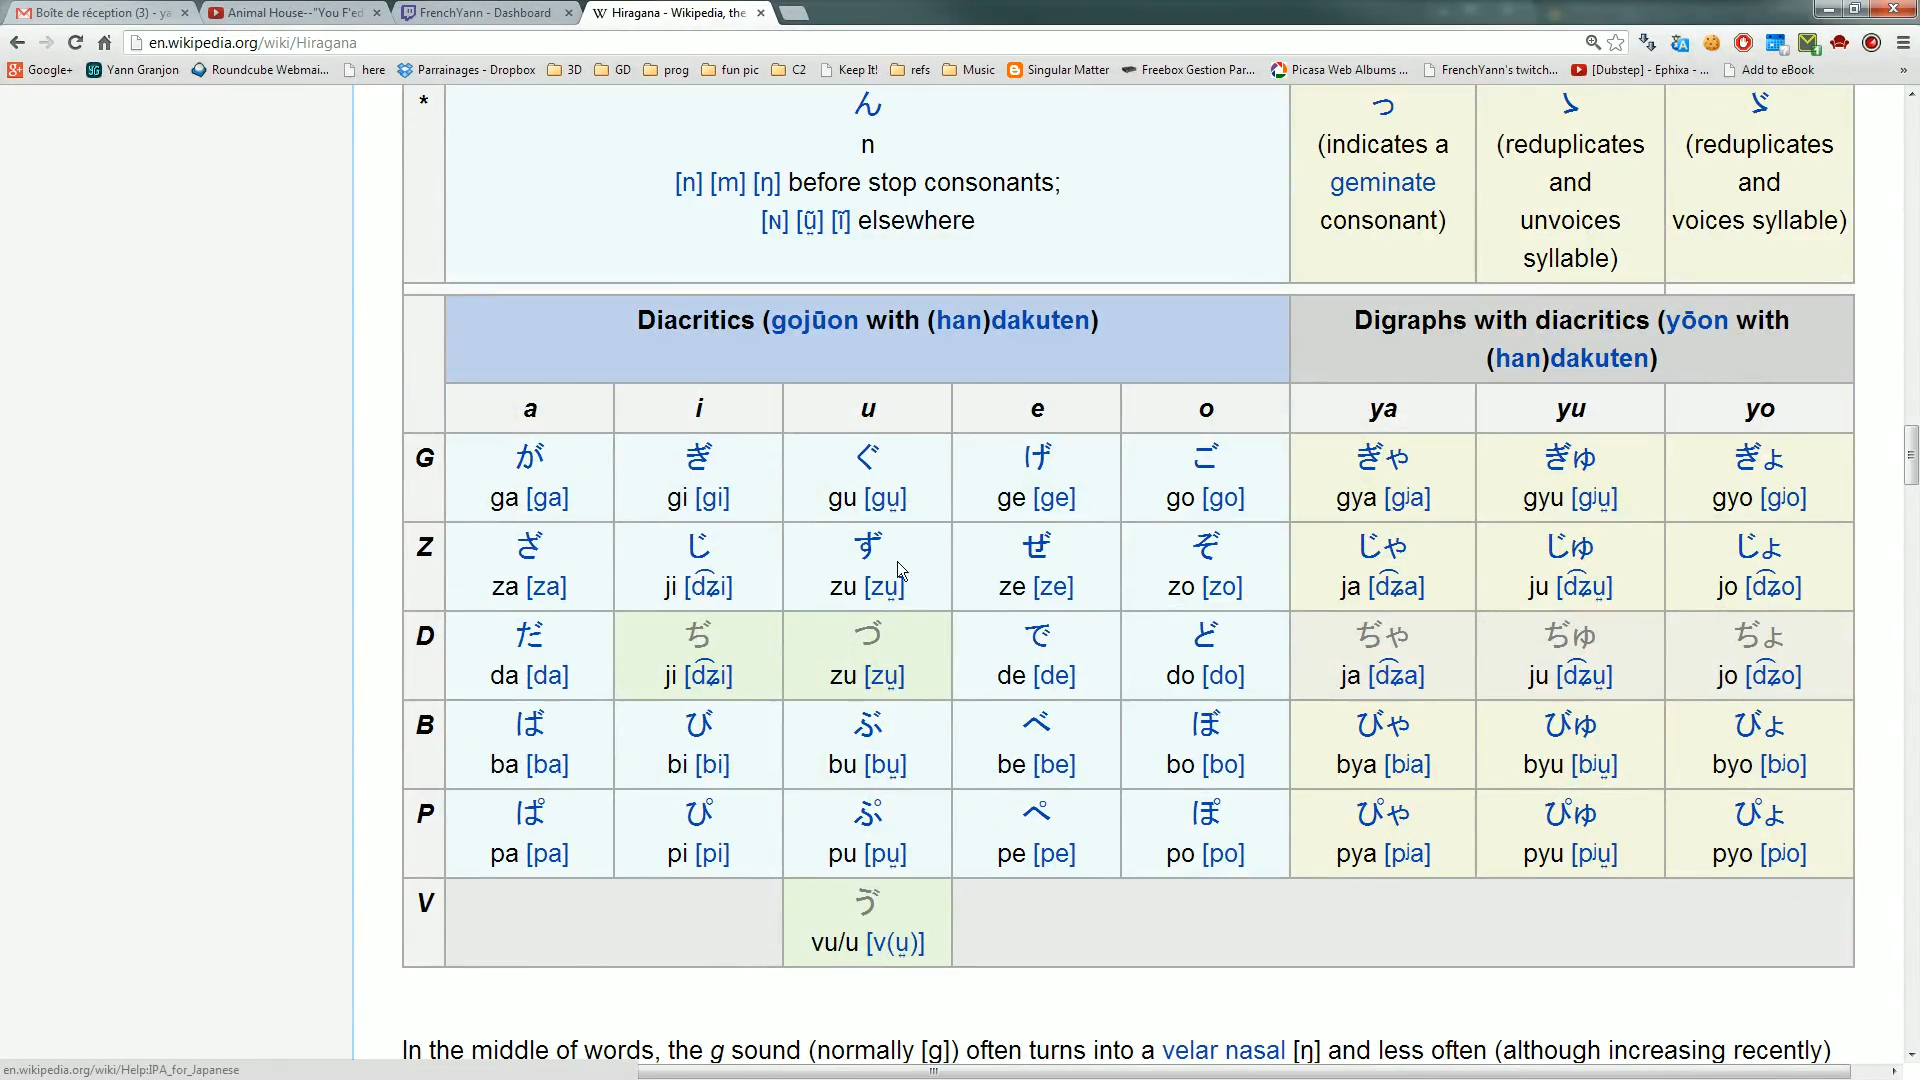 Boîte de réception (3) - ya
Animal House--"You F'ed
FrenchYann - Dashboard
Hiragana - Wikipedia, the
en.wikipedia.org/wiki/Hiragana
Google+
Yann Granjon
Roundcube Webmai...
here
Parrainages - Dropbox
3D
GD
prog
fun pic
C2
Keep It!
refs
Music
Singular Matter
Freebox Gestion Par...
Picasa Web Albums ...
FrenchYann's twitch...
[Dubstep] - Ephixa - ...
Add to eBook
»
* ん っ ゝ ゞ
n
[n] [m] [ŋ] before stop consonants;
[ɴ] [ũ͍] [ĩ] elsewhere
(indicates a
geminate
consonant)
(reduplicates
and
unvoices
syllable)
(reduplicates
and
voices syllable)
Diacritics (gojūon with (han)dakuten)
Digraphs with diacritics (yōon with
(han)dakuten)
a i u e o ya yu yo
G が ぎ ぐ げ ご ぎゃ ぎゅ ぎょ
ga [ga] gi [gi] gu [gu͍] ge [ge] go [go] gya [gʲa] gyu [gʲu͍] gyo [gʲo]
Z ざ じ ず ぜ ぞ じゃ じゅ じょ
za [za] ji [d͡ʑi] zu [zu͍] ze [ze] zo [zo] ja [d͡ʑa] ju [d͡ʑu͍] jo [d͡ʑo]
D だ ぢ づ で ど ぢゃ ぢゅ ぢょ
da [da] ji [d͡ʑi] zu [zu͍] de [de] do [do] ja [d͡ʑa] ju [d͡ʑu͍] jo [d͡ʑo]
B ば び ぶ べ ぼ びゃ びゅ びょ
ba [ba] bi [bi] bu [bu͍] be [be] bo [bo] bya [bʲa] byu [bʲu͍] byo [bʲo]
P ぱ ぴ ぷ ぺ ぽ ぴゃ ぴゅ ぴょ
pa [pa] pi [pi] pu [pu͍] pe [pe] po [po] pya [pʲa] pyu [pʲu͍] pyo [pʲo]
V ゔ
vu/u [v(u͍)]
In the middle of words, the g sound (normally [ɡ]) often turns into a velar nasal [ŋ] and less often (although increasing recently)
en.wikipedia.org/wiki/Help:IPA_for_Japanese